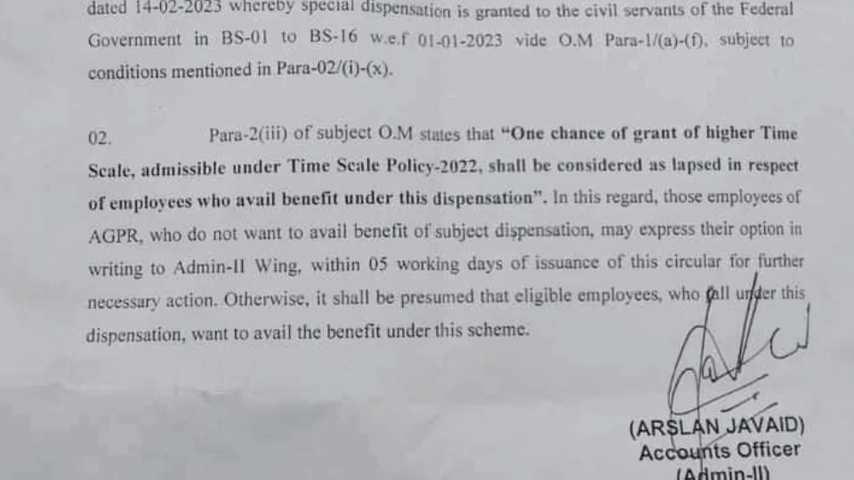 dated 14-02-2023 whereby special dispensation is granted to the civil servants of the Federal
Government in BS-01 to BS-16 w.e.f 01-01-2023 vide O.M Para-1/(a)-(f), subject to
conditions mentioned in Para-02/(i)-(x).
02. Para-2(iii) of subject O.M states that “One chance of grant of higher Time
Scale, admissible under Time Scale Policy-2022, shall be considered as lapsed in respect
of employees who avail benefit under this dispensation”. In this regard, those employees of
AGPR, who do not want to avail benefit of subject dispensation, may express their option in
writing to Admin-II Wing, within 05 working days of issuance of this circular for further
necessary action. Otherwise, it shall be presumed that eligible employees, who fall under this
dispensation, want to avail the benefit under this scheme.
(ARSLAN JAVAID)
Accounts Officer
(Admin-II)